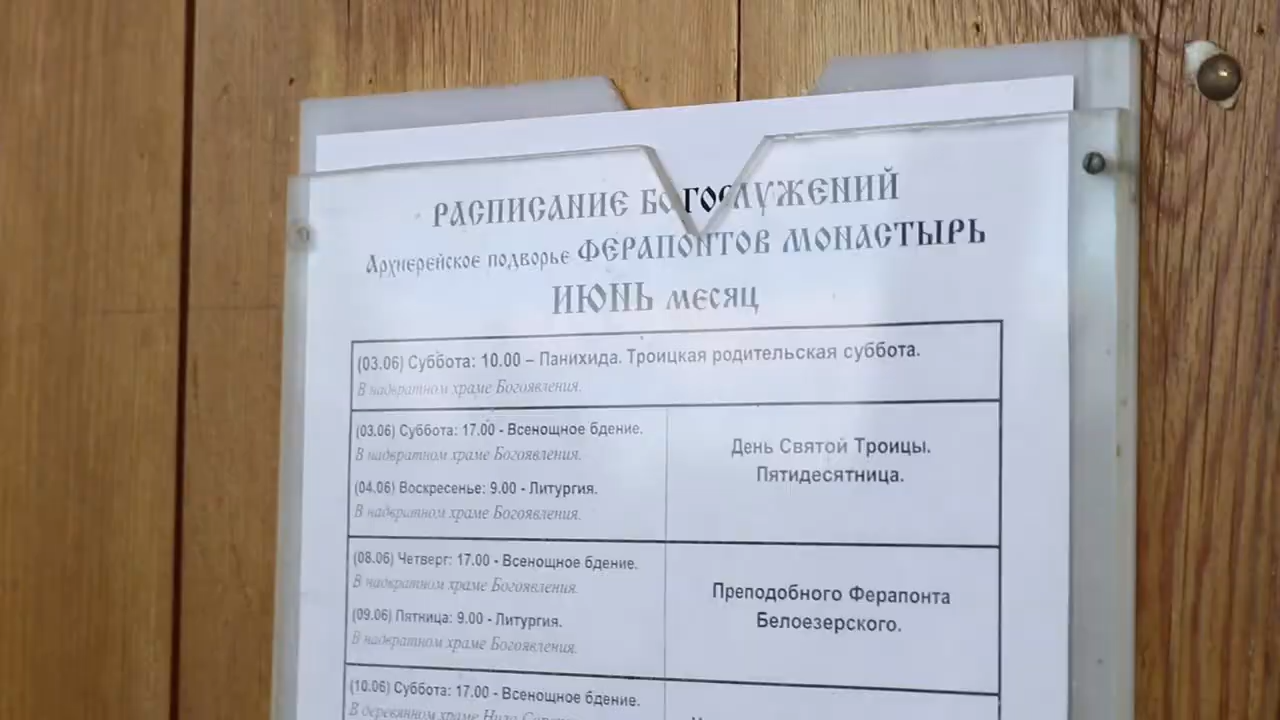 РАСПИСАНИЕ БОГОСЛУЖЕНИЙ
Архиерейское подворье ФЕРАПОНТОВ МОНАСТЫРЬ
ИЮНЬ месяц
(03.06) Суббота: 10.00 – Панихида. Троицкая родительская суббота.
В надвратном храме Богоявления.
(03.06) Суббота: 17.00 - Всенощное бдение.
В надвратном храме Богоявления.
(04.06) Воскресенье: 9.00 - Литургия.
В надвратном храме Богоявления.
День Святой Троицы.
Пятидесятница.
(08.06) Четверг: 17.00 - Всенощное бдение.
В надвратном храме Богоявления.
(09.06) Пятница: 9.00 - Литургия.
В надвратном храме Богоявления.
Преподобного Ферапонта
Белоезерского.
(10.06) Суббота: 17.00 - Всенощное бдение.
В деревянном храме